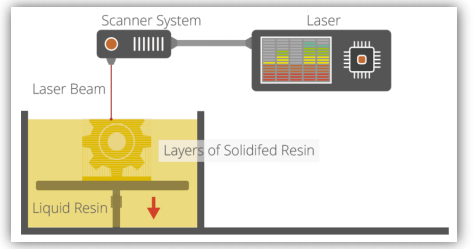 Scanner System
Laser
Laser Beam
Layers of Solidifed Resin
Liquid Resin